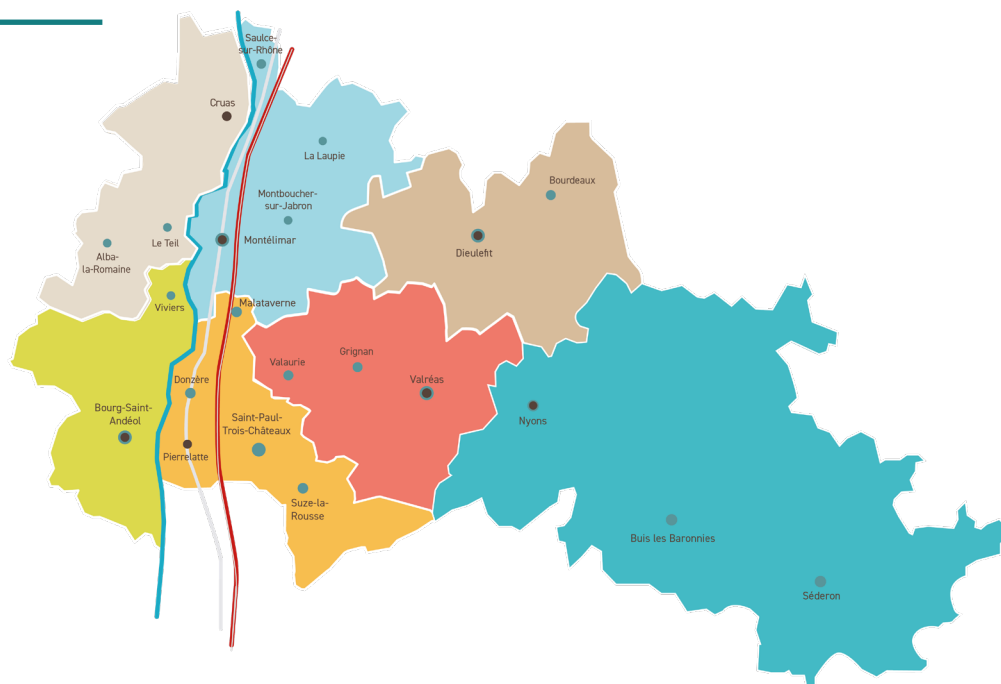 Saulce-
sur-Rhône
Cruas
La Laupie
Bourdeaux
Montboucher-
sur-Jabron
Le Teil
Montélimar
Dieulefit
Alba-
la-Romaine
Viviers
Malataverne
Valaurie
Grignan
Donzère
Valréas
Bourg-Saint-
Andéol
Saint-Paul-
Trois-Châteaux
Nyons
Pierrelatte
Suze-la-
Rousse
Buis les Baronnies
Séderon